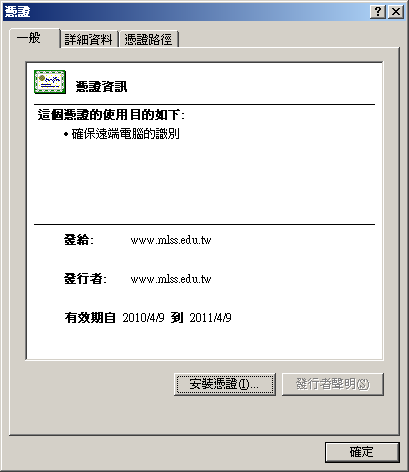 憑證
一般 詳細資料 憑證路徑
憑證資訊
這個憑證的使用目的如下:
• 確保遠端電腦的識別
發給: www.mlss.edu.tw
發行者: www.mlss.edu.tw
有效期自 2010/4/9 到 2011/4/9
安裝憑證(I)... 發行者聲明(S)
確定